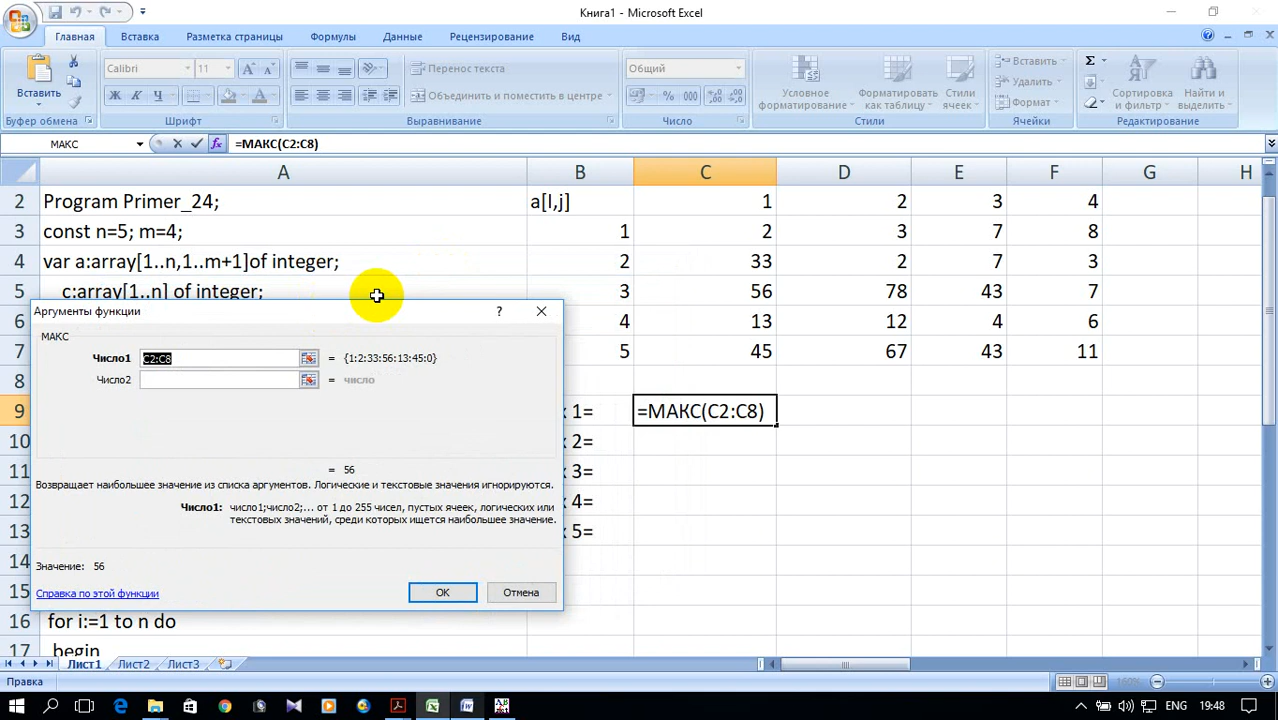 Книга1 - Microsoft Excel
Главная Вставка Разметка страницы Формулы Данные Рецензирование Вид
Вставить
Calibri 11
Ж К Ч
Перенос текста
Объединить и поместить в центре
Общий
% 000
Условное форматирование
Форматировать как таблицу
Стили ячеек
Вставить
Удалить
Формат
Σ
Сортировка и фильтр
Найти и выделить
Буфер обмена Шрифт Выравнивание Число Стили Ячейки Редактирование
МАКС fx =МАКС(C2:C8)
A B C D E F G H
2 Program Primer_24; a[I,j] 1 2 3 4
3 const n=5; m=4; 1 2 3 7 8
4 var a:array[1..n,1..m+1]of integer; 2 33 2 7 3
5 c:array[1..n] of integer; 3 56 78 43 7
6 4 13 12 4 6
7 5 45 67 43 11
8
9 x 1= =МАКС(C2:C8)
10 x 2=
11 x 3=
12 x 4=
13 x 5=
14
15
16 for i:=1 to n do
17 begin
Аргументы функции ?
МАКС
Число1 C2:C8 = {1:2:33:56:13:45:0}
Число2 = число
= 56
Возвращает наибольшее значение из списка аргументов. Логические и текстовые значения игнорируются.
Число1: число1;число2;... от 1 до 255 чисел, пустых ячеек, логических или
текстовых значений, среди которых ищется наибольшее значение.
Значение: 56
Справка по этой функции
OK Отмена
Лист1 Лист2 Лист3
Правка 160%
ENG 19:48